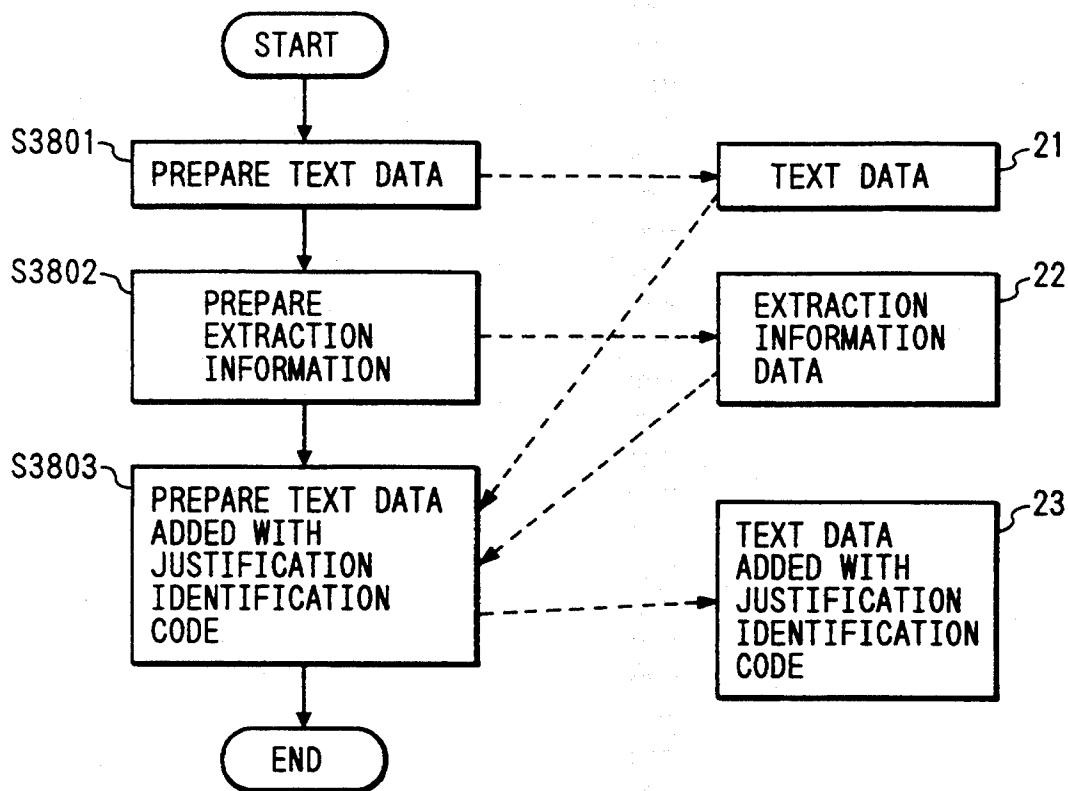 START
S3801
PREPARE TEXT DATA
21
TEXT DATA
S3802
PREPARE
EXTRACTION
INFORMATION
22
EXTRACTION
INFORMATION
DATA
S3803
PREPARE TEXT DATA
ADDED WITH
JUSTIFICATION
IDENTIFICATION
CODE
23
TEXT DATA
ADDED WITH
JUSTIFICATION
IDENTIFICATION
CODE
END